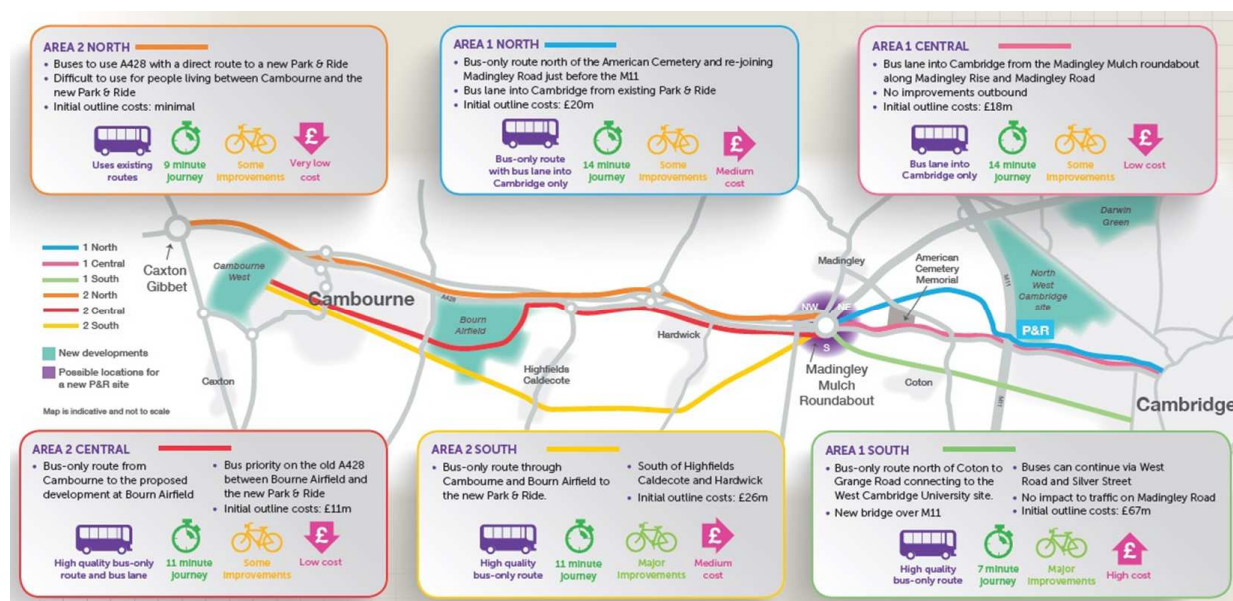 AREA 2 NORTH
• Buses to use A428 with a direct route to a new Park & Ride
• Difficult to use for people living between Cambourne and the
new Park & Ride
• Initial outline costs: minimal
Uses existing
routes
9 minute
journey
Some
improvements
Very low
cost
AREA 1 NORTH
• Bus-only route north of the American Cemetery and re-joining
Madingley Road just before the M11
• Bus lane into Cambridge from existing Park & Ride
• Initial outline costs: £20m
Bus-only route
with bus lane into
Cambridge only
14 minute
journey
Some
improvements
Medium
cost
AREA 1 CENTRAL
• Bus lane into Cambridge from the Madingley Mulch roundabout
along Madingley Rise and Madingley Road
• No improvements outbound
• Initial outline costs: £18m
Bus lane into
Cambridge only
14 minute
journey
Some
improvements
Low cost
1 North
1 Central
1 South
2 North
2 Central
2 South
New developments
Possible locations for
a new P&R site
Map is indicative and not to scale
Caxton
Gibbet
Cambourne
West
Cambourne
Caxton
A428
Bourn
Airfield
Highfields
Caldecote
Hardwick
Madingley
NW
NE
S
Madingley
Mulch
Roundabout
American
Cemetery
Memorial
Coton
M11
M11
P&R
North
West
Cambridge
site
Darwin
Green
Cambridge
AREA 2 CENTRAL
• Bus-only route from
Cambourne to the proposed
development at Bourn Airfield
• Bus priority on the old A428
between Bourne Airfield and
the new Park & Ride
• Initial outline costs: £11m
High quality bus-only
route and bus lane
11 minute
journey
Some
improvements
Low cost
AREA 2 SOUTH
• Bus-only route through
Cambourne and Bourn Airfield to
the new Park & Ride.
• South of Highfields
Caldecote and Hardwick
• Initial outline costs: £26m
High quality
bus-only route
11 minute
journey
Major
improvements
Medium
cost
AREA 1 SOUTH
• Bus-only route north of Coton to
Grange Road connecting to the
West Cambridge University site.
• New bridge over M11
• Buses can continue via West
Road and Silver Street
• No impact to traffic on Madingley Road
• Initial outline costs: £67m
High quality
bus-only route
7 minute
journey
Major
improvements
High cost